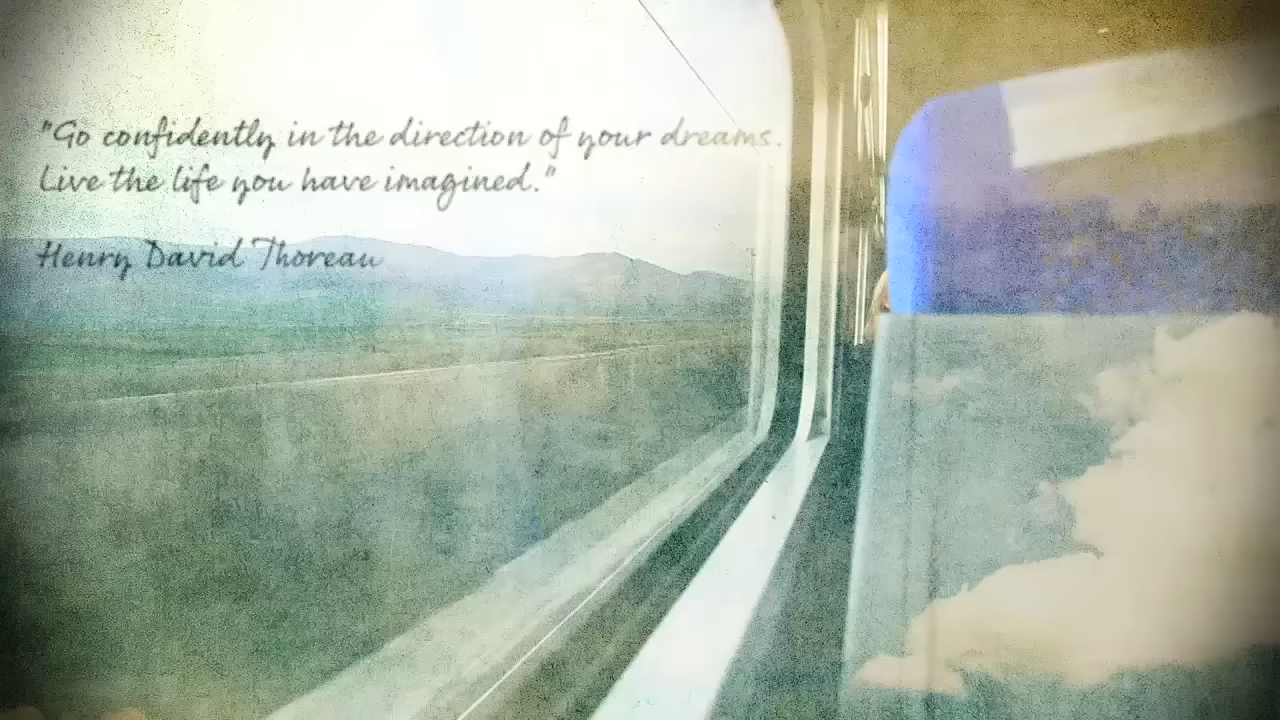 "Go confidently in the direction of your dreams.
Live the life you have imagined."
Henry David Thoreau